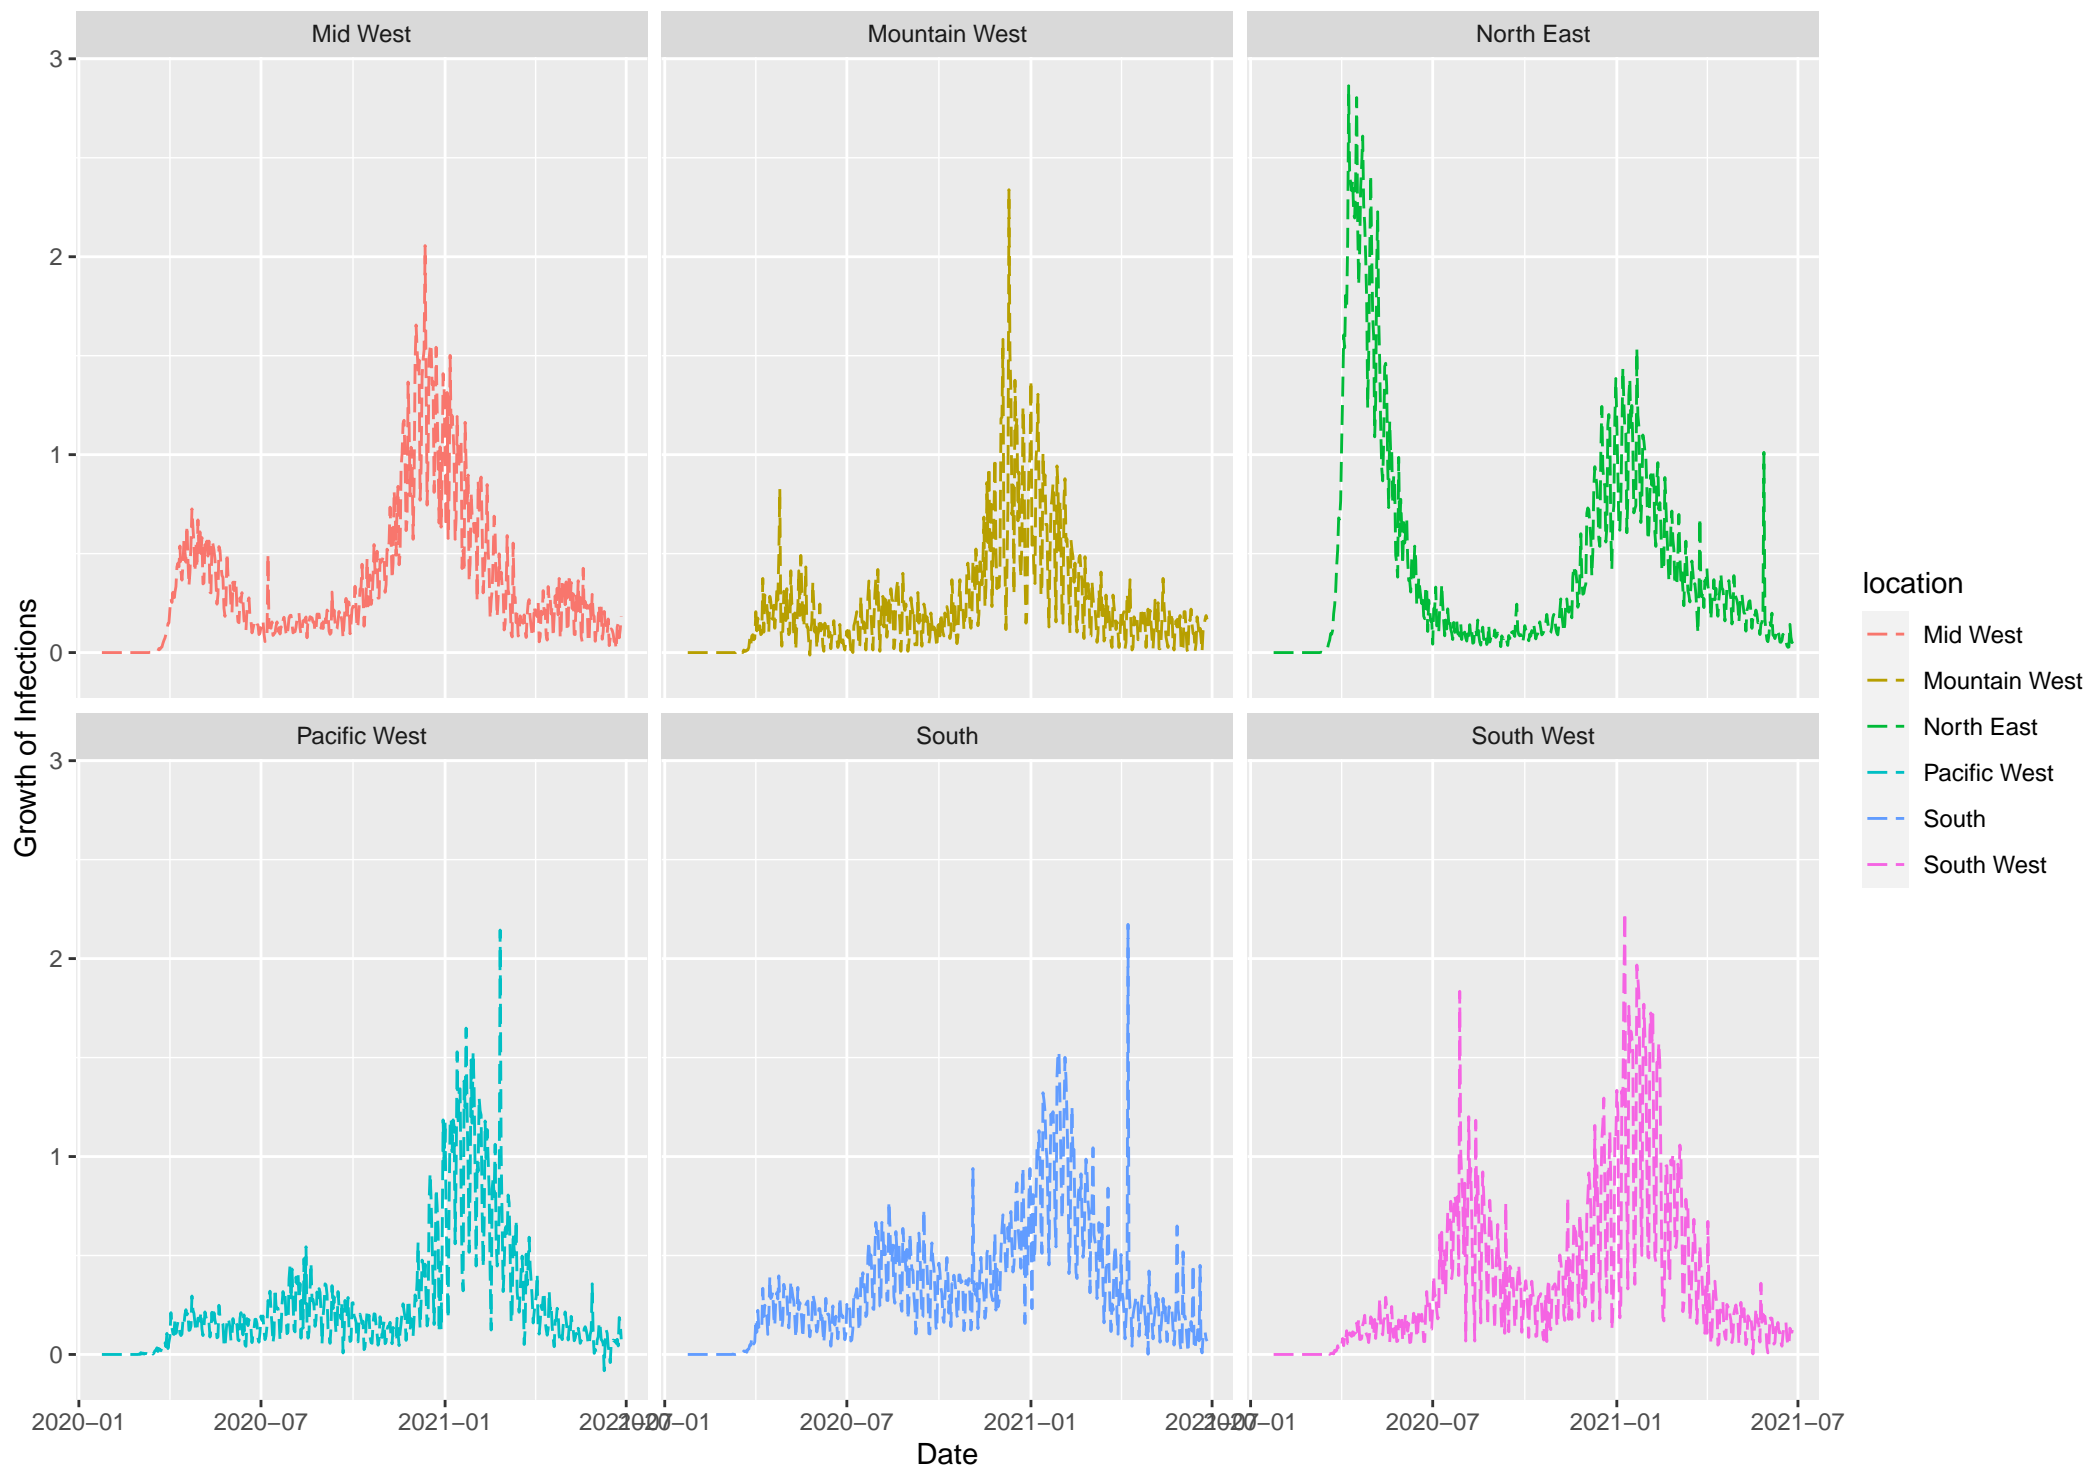 Mid West
Mountain West
North East
3
2
1
0
Pacific West
South
South West
3
2
1
0
Growth of Infections
2020–01
2020–07
2021–01
2020–07
2021–01
2020–07
2021–01
2021–07
Date
location
Mid West
Mountain West
North East
Pacific West
South
South West